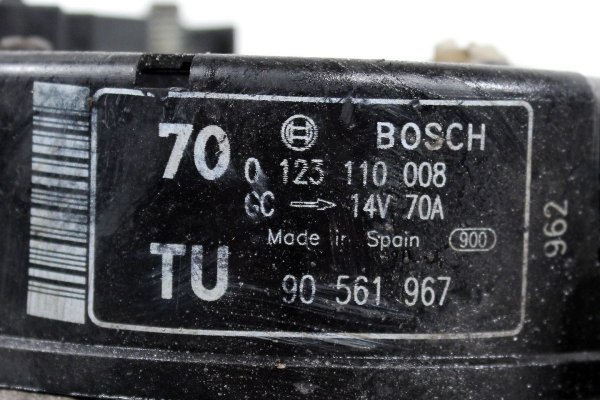 70 BOSCH
0 123 110 008
GC → 14V 70A
Made in Spain 900
TU 90 561 967
962